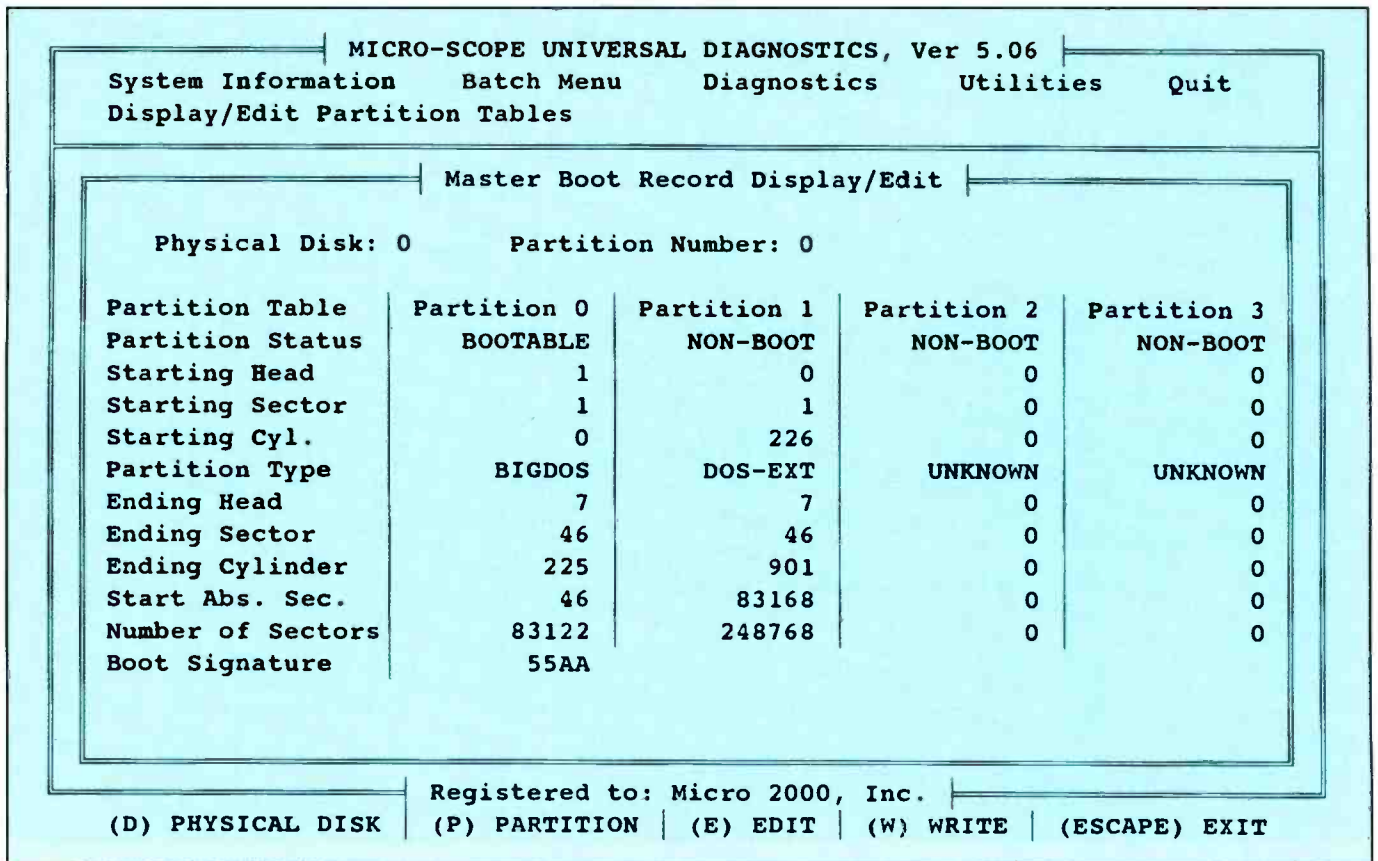 MICRO-SCOPE UNIVERSAL DIAGNOSTICS, Ver 5.06
System Information Batch Menu Diagnostics Utilities Quit
Display/Edit Partition Tables
Master Boot Record Display/Edit
Physical Disk: 0 Partition Number: 0
Partition Table Partition 0 Partition 1 Partition 2 Partition 3
Partition Status BOOTABLE NON-BOOT NON-BOOT NON-BOOT
Starting Head 1 0 0 0
Starting Sector 1 1 0 0
Starting Cyl. 0 226 0 0
Partition Type BIGDOS DOS-EXT UNKNOWN UNKNOWN
Ending Head 7 7 0 0
Ending Sector 46 46 0 0
Ending Cylinder 225 901 0 0
Start Abs. Sec. 46 83168 0 0
Number of Sectors 83122 248768 0 0
Boot Signature 55AA
Registered to: Micro 2000, Inc.
(D) PHYSICAL DISK (P) PARTITION (E) EDIT (W) WRITE (ESCAPE) EXIT